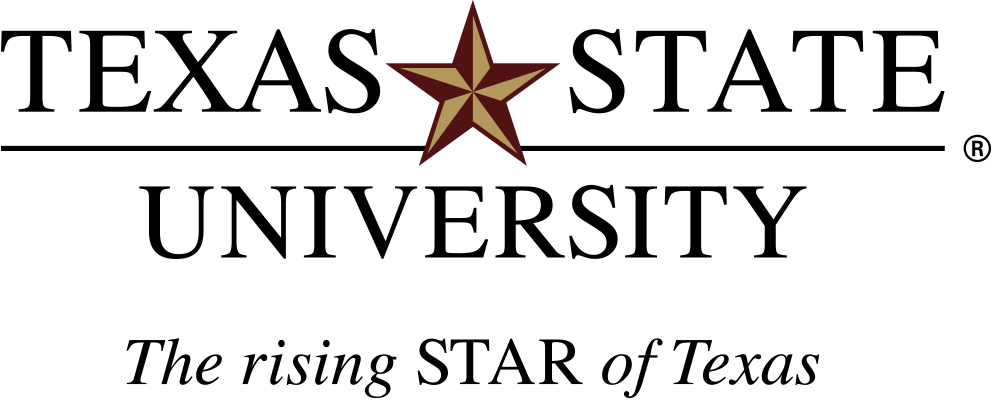 TEXAS STATE
®
UNIVERSITY
The rising STAR of Texas